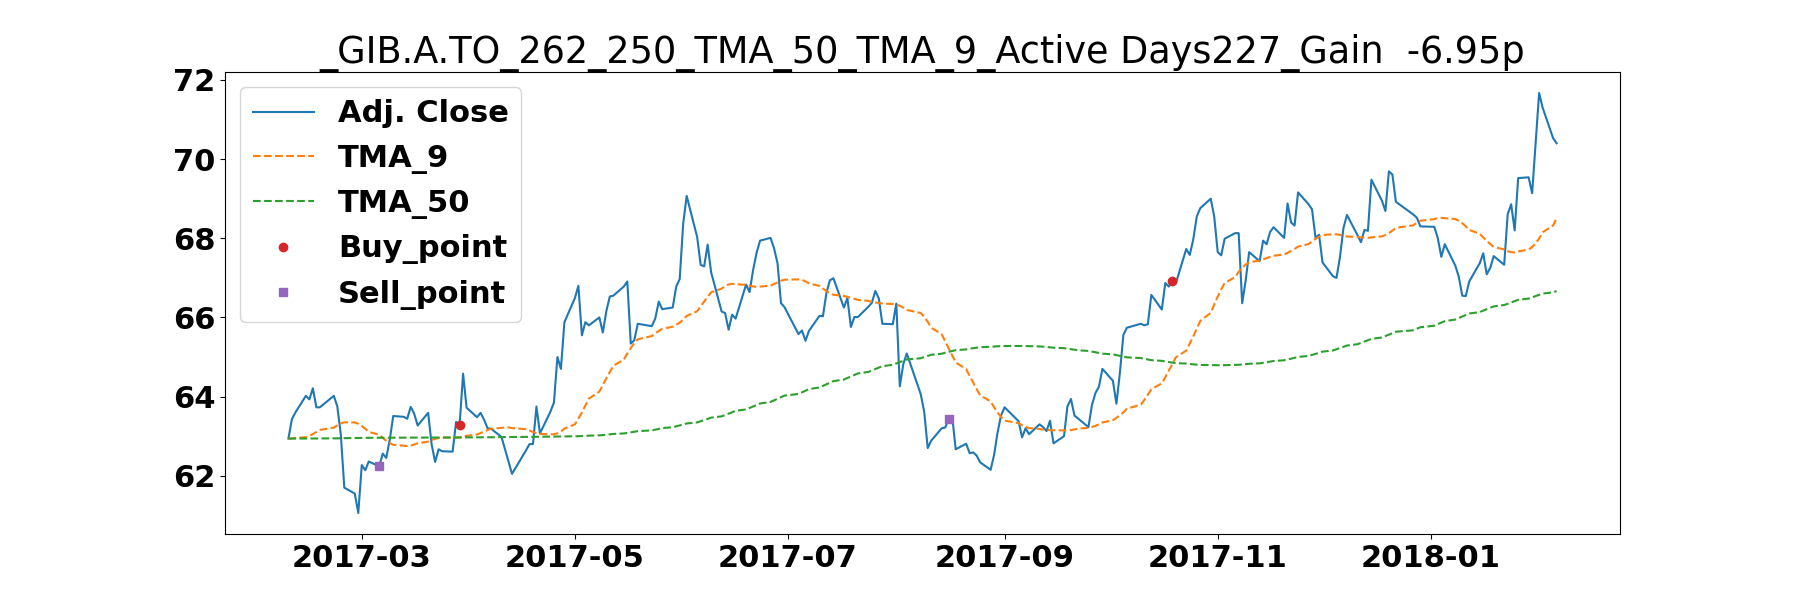 _GIB.A.TO_262_250_TMA_50_TMA_9_Active Days227_Gain  -6.95p
72
70
68
66
64
62
Adj. Close
TMA_9
TMA_50
Buy_point
Sell_point
2017-03 2017-05 2017-07 2017-09 2017-11 2018-01